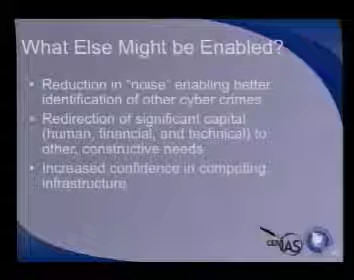 What Else Might be Enabled?
• Reduction in "noise" enabling better
identification of other cyber crimes
• Redirection of significant capital
(human, financial, and technical) to
other, constructive needs
• Increased confidence in computing
infrastructure
CERIAS